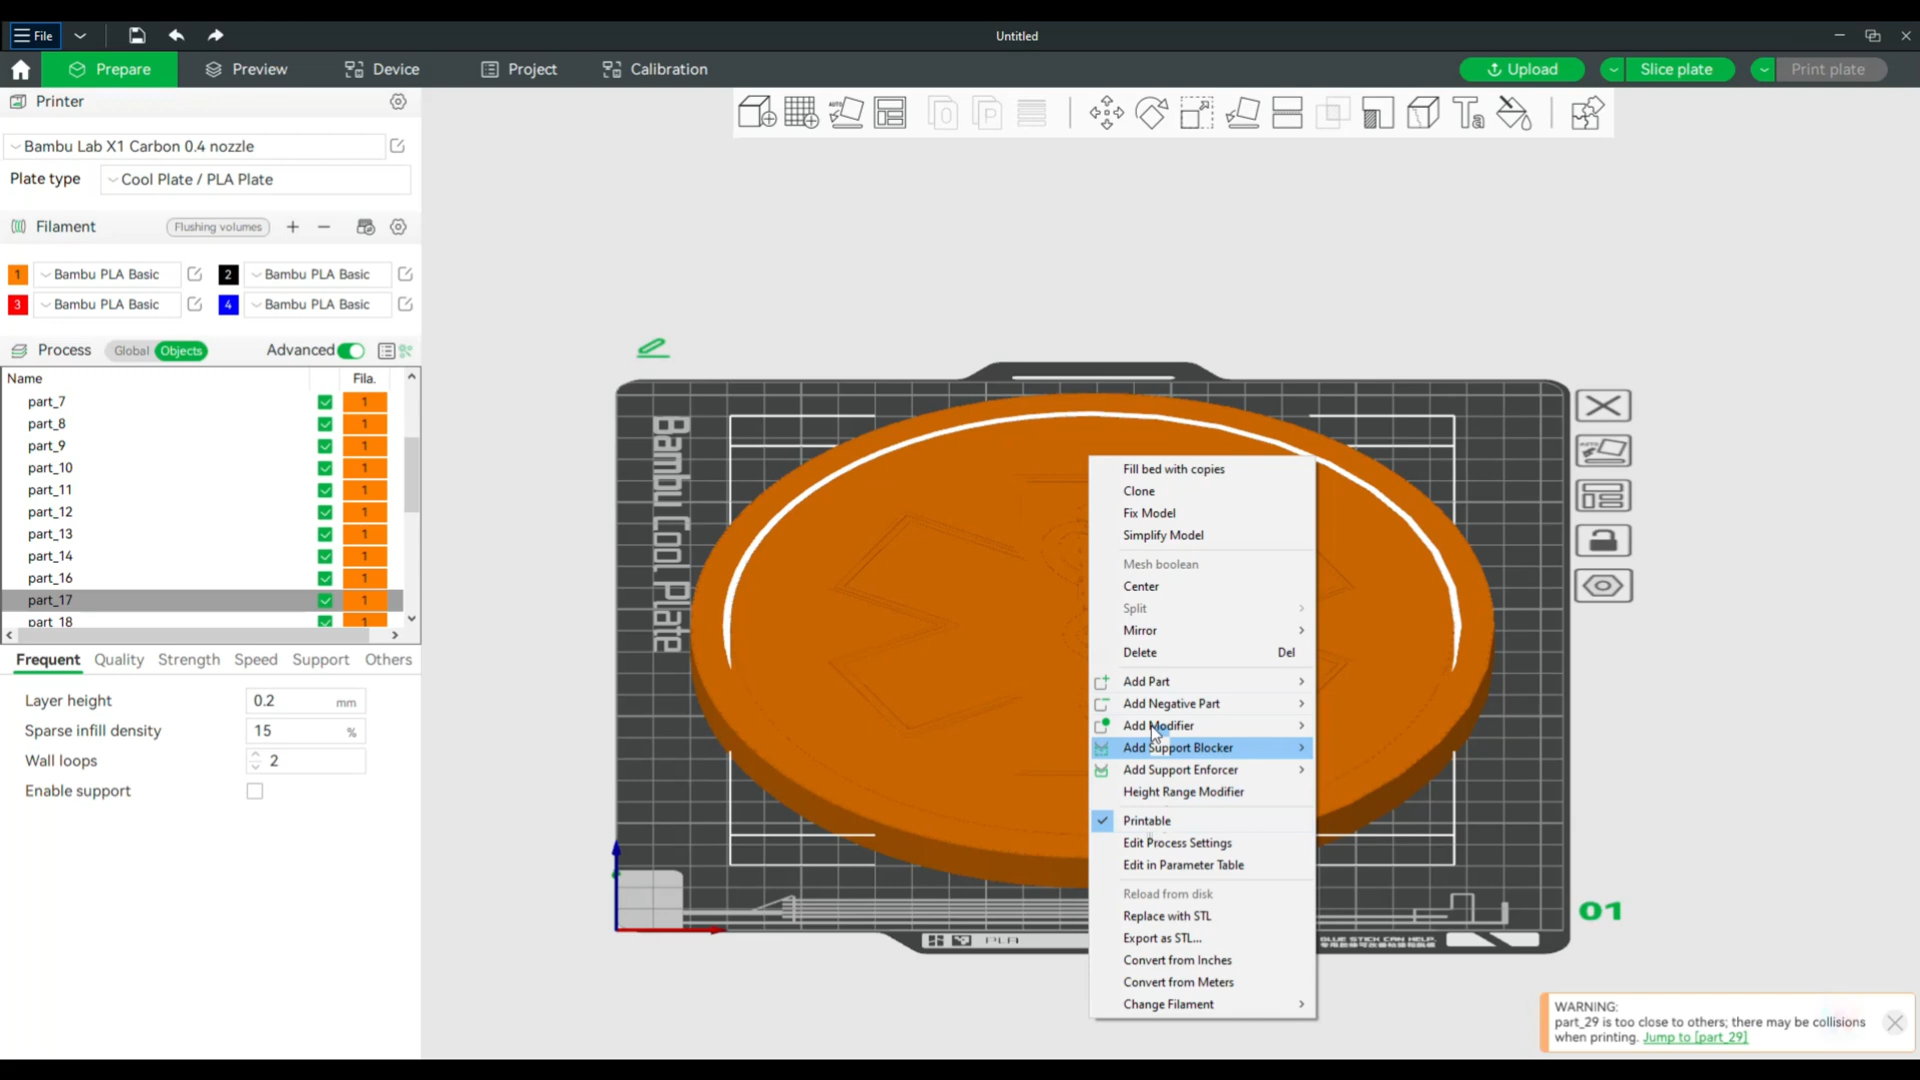 File
Untitled
Prepare
Preview
Device
Project
Calibration
Upload
Slice plate
Print plate
Printer
Bambu Lab X1 Carbon 0.4 nozzle
Plate type
Cool Plate / PLA Plate
Filament
Flushing volumes
1 Bambu PLA Basic
2 Bambu PLA Basic
3 Bambu PLA Basic
4 Bambu PLA Basic
Process
Global
Objects
Advanced
Name
Fila.
part_7 1
part_8 1
part_9 1
part_10 1
part_11 1
part_12 1
part_13 1
part_14 1
part_16 1
part_17 1
part_18 1
Frequent
Quality
Strength
Speed
Support
Others
Layer height 0.2 mm
Sparse infill density 15 %
Wall loops 2
Enable support
Bambu Cool Plate
Fill bed with copies
Clone
Fix Model
Simplify Model
Mesh boolean
Center
Split
Mirror
Delete Del
Add Part
Add Negative Part
Add Modifier
Add Support Blocker
Add Support Enforcer
Height Range Modifier
Printable
Edit Process Settings
Edit in Parameter Table
Reload from disk
Replace with STL
Export as STL...
Convert from Inches
Convert from Meters
Change Filament
PLA
GLUE STICK CAN HELP.
01
WARNING:
part_29 is too close to others; there may be collisions
when printing. Jump to [part_29]